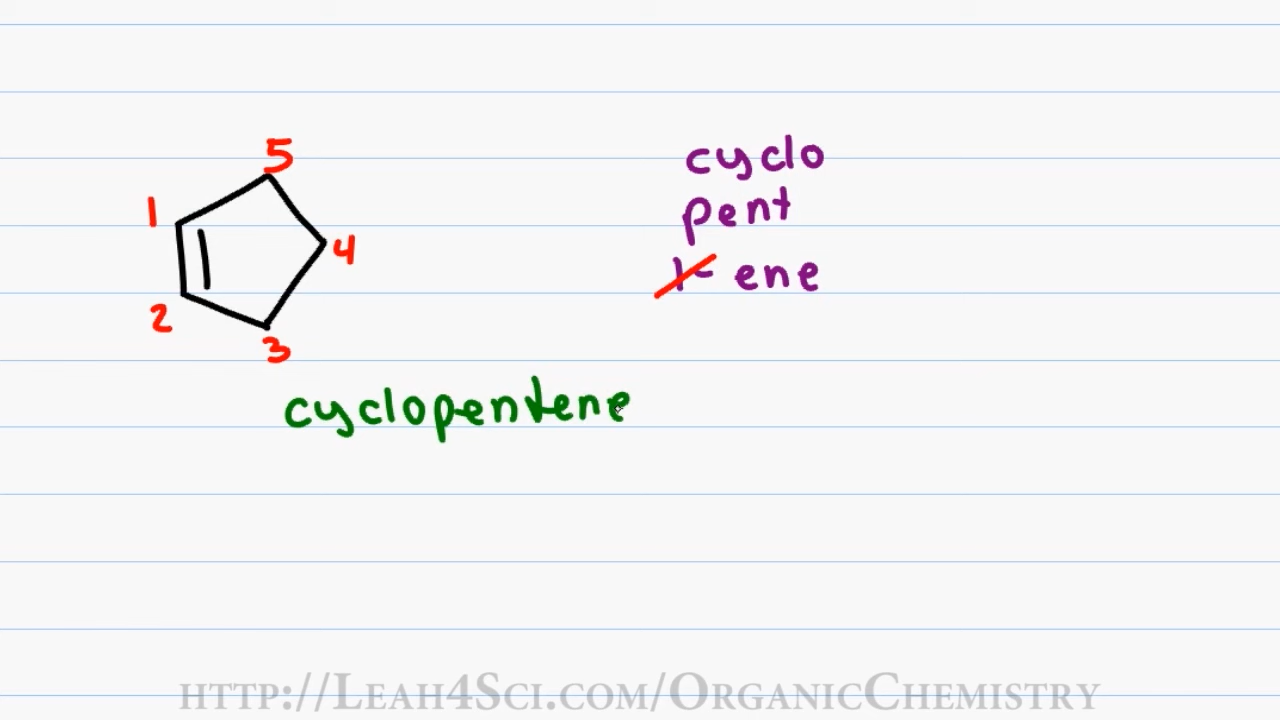 5
1
4
2
3
cyclo
pent
1- ene
cyclopentene
HTTP://LEAH4SCI.COM/ORGANICCHEMISTRY